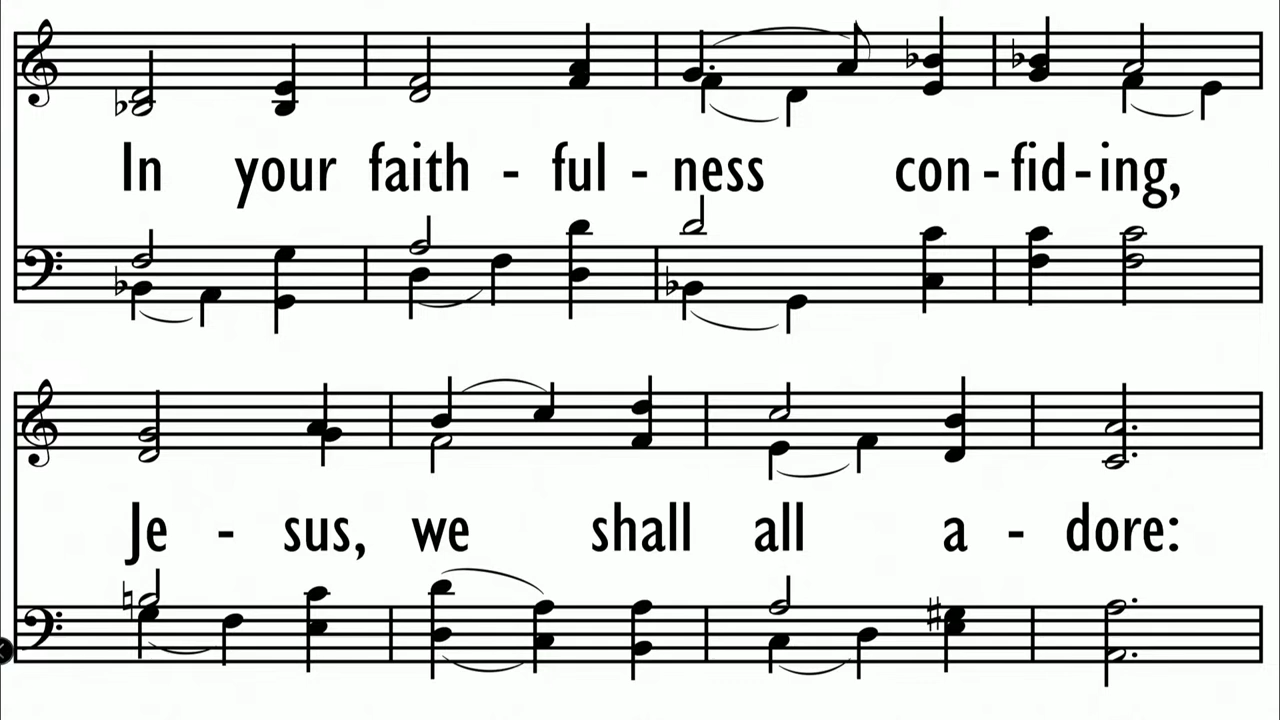 In your faith - ful - ness con - fid - ing,
Je - sus, we shall all a - dore: